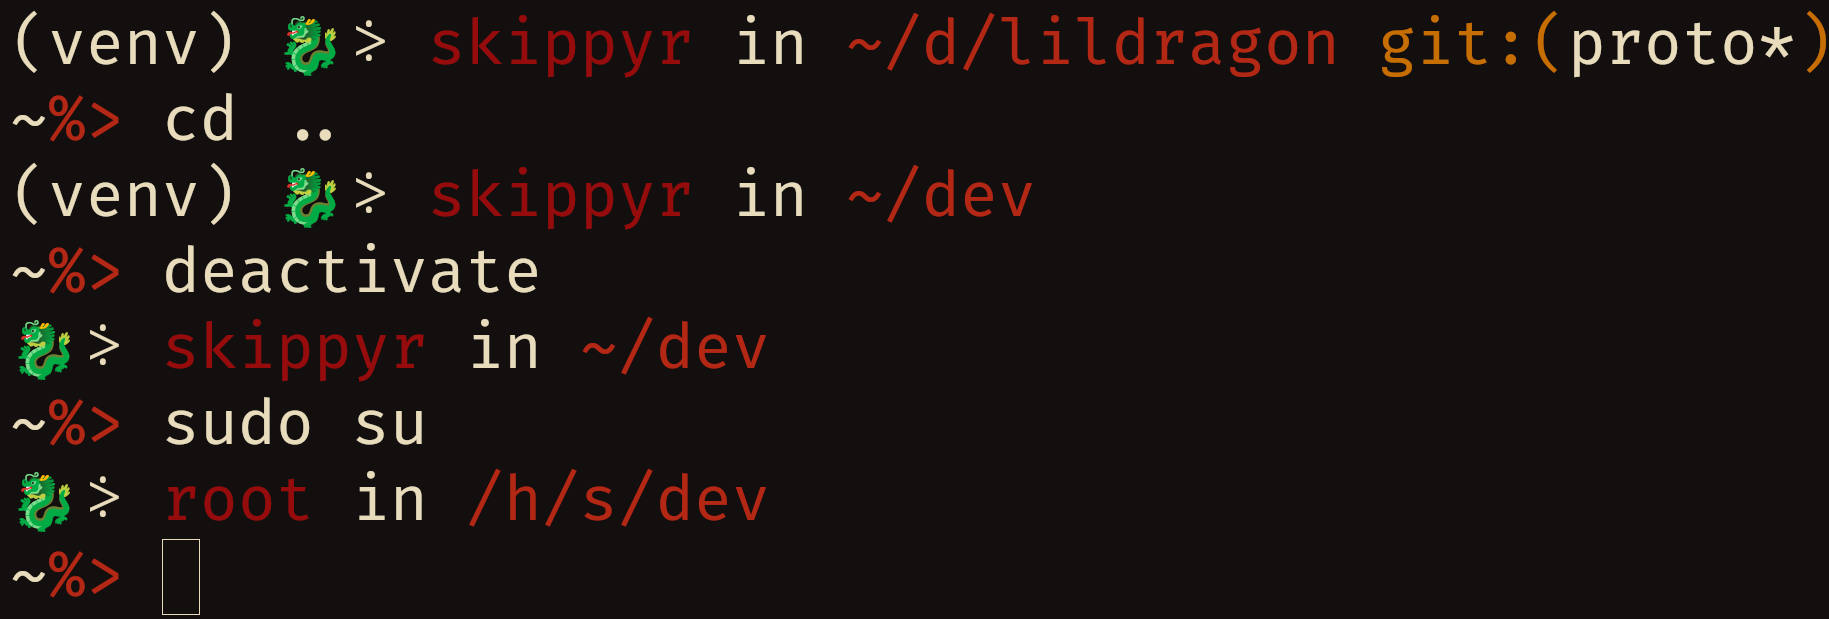 (venv) 🐉⩼ skippyr in ~/d/lildragon git:(proto*)
~%> cd ..
(venv) 🐉⩼ skippyr in ~/dev
~%> deactivate
🐉⩼ skippyr in ~/dev
~%> sudo su
🐉⩼ root in /h/s/dev
~%>